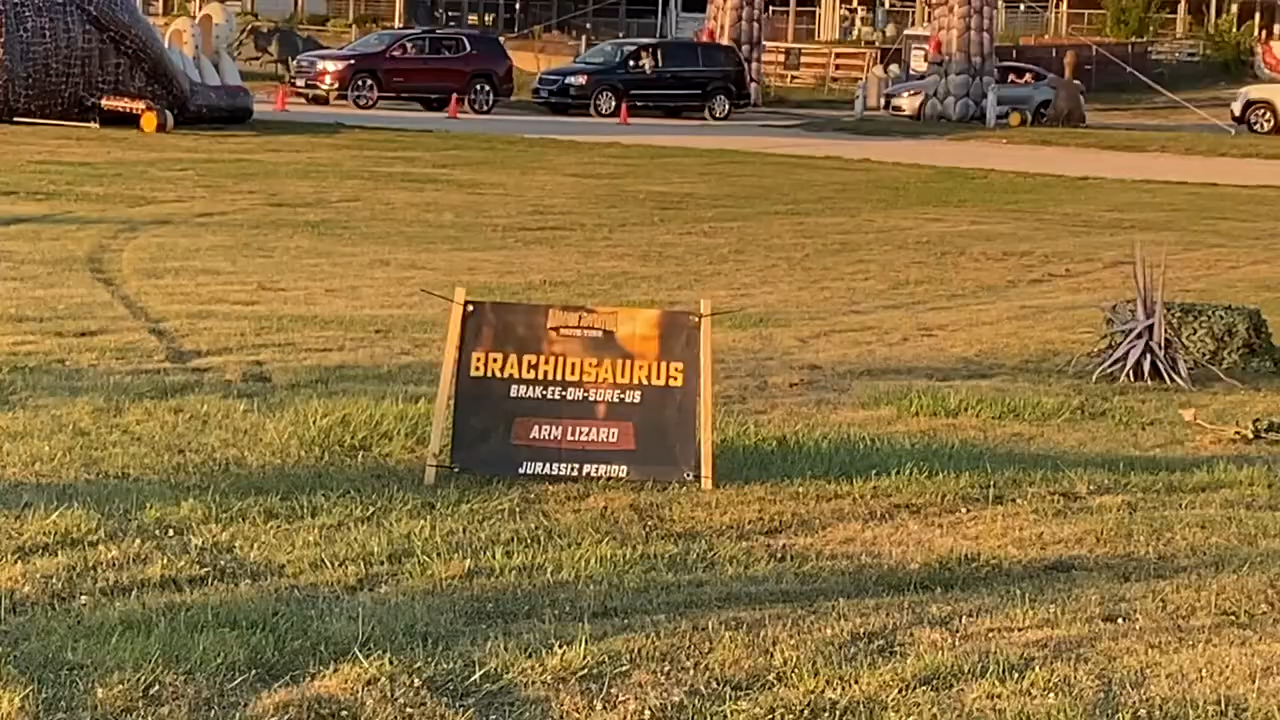 BRACHIOSAURUS
BRAK-EE-OH-SORE-US
ARM LIZARD
JURASSIC PERIOD